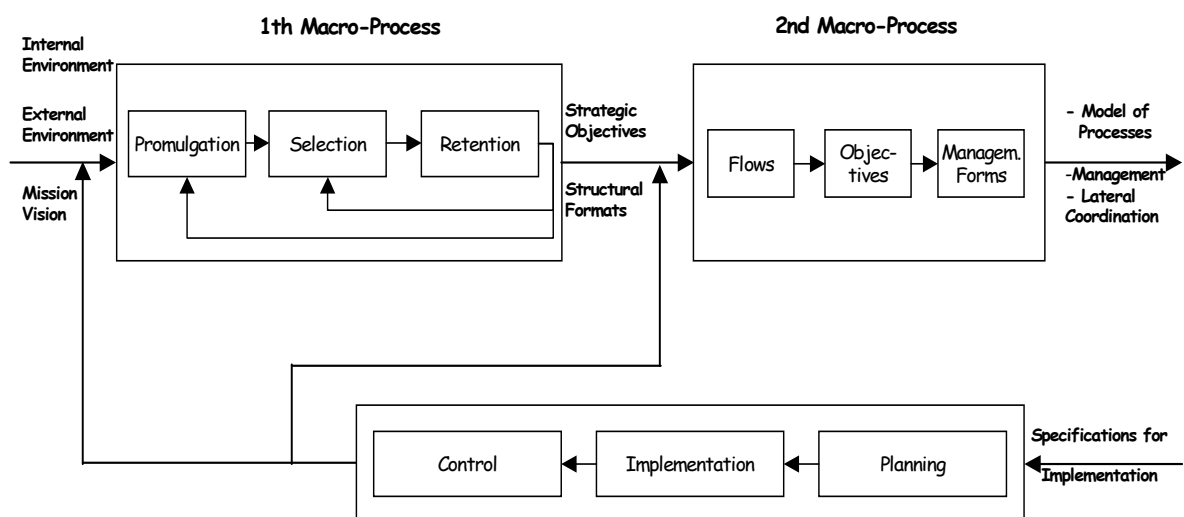 1th Macro-Process
2nd Macro-Process
Internal
Environment
External
Environment
Mission
Vision
Promulgation
Selection
Retention
Strategic
Objectives
Structural
Formats
Flows
Objec-
tives
Managem.
Forms
- Model of
Processes
-Management
- Lateral
Coordination
Control
Implementation
Planning
Specifications for
Implementation